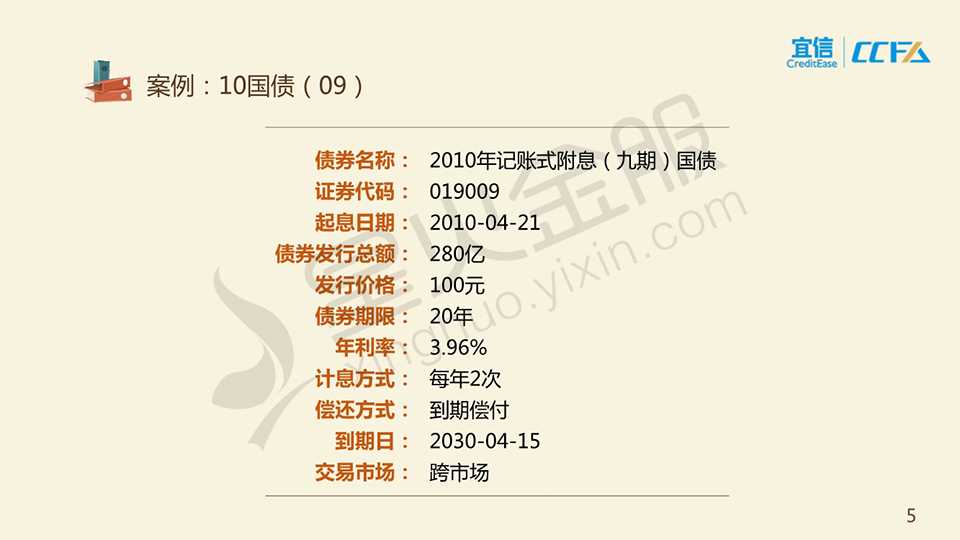 宜信
CreditEase
CCFA
案例：10国债（09）
债券名称： 2010年记账式附息（九期）国债
证券代码： 019009
起息日期： 2010-04-21
债券发行总额： 280亿
发行价格： 100元
债券期限： 20年
年利率： 3.96%
计息方式： 每年2次
偿还方式： 到期偿付
到期日： 2030-04-15
交易市场： 跨市场
星火金服
xinghuo.yixin.com
5